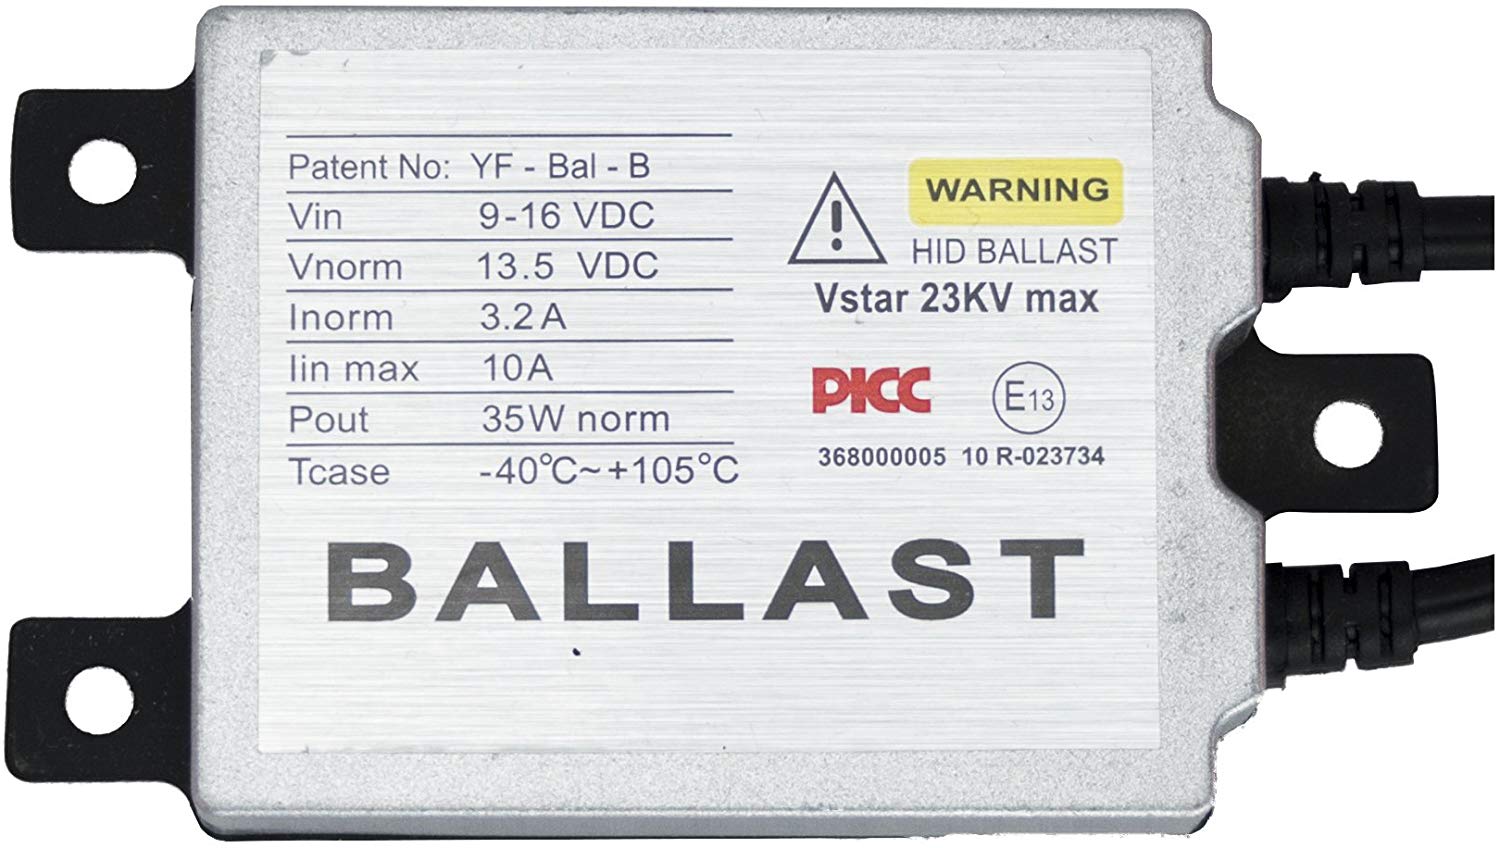 Patent No: YF - Bal - B
Vin 9-16 VDC
Vnorm 13.5 VDC
Inorm 3.2 A
Iin max 10A
Pout 35W norm
Tcase -40°C~+105°C
!
WARNING
HID BALLAST
Vstar 23KV max
PICC E13
368000005 10 R-023734
BALLAST